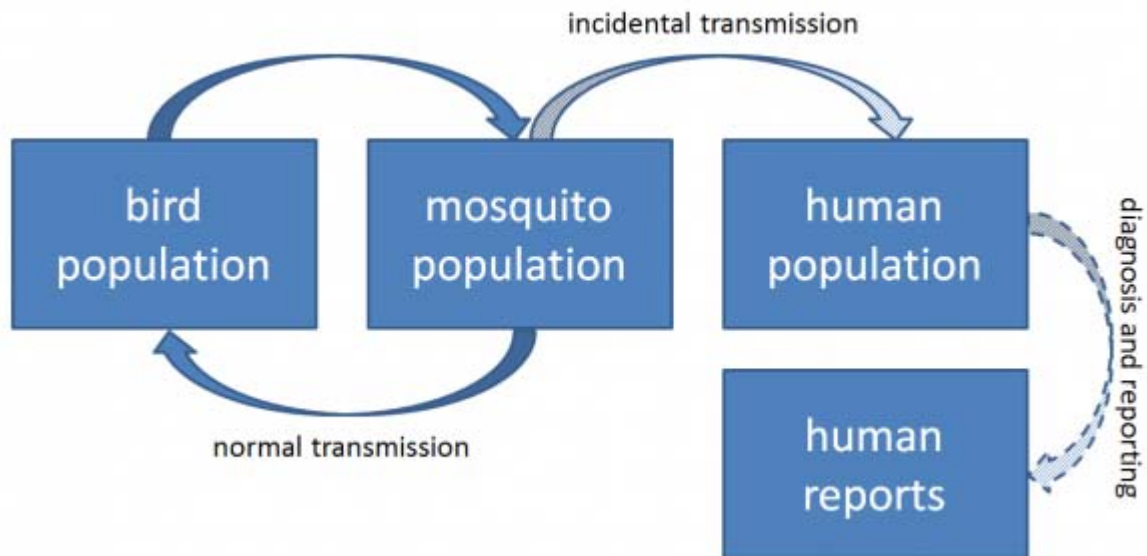 incidental transmission
bird
population
mosquito
population
human
population
diagnosis and reporting
normal transmission
human
reports